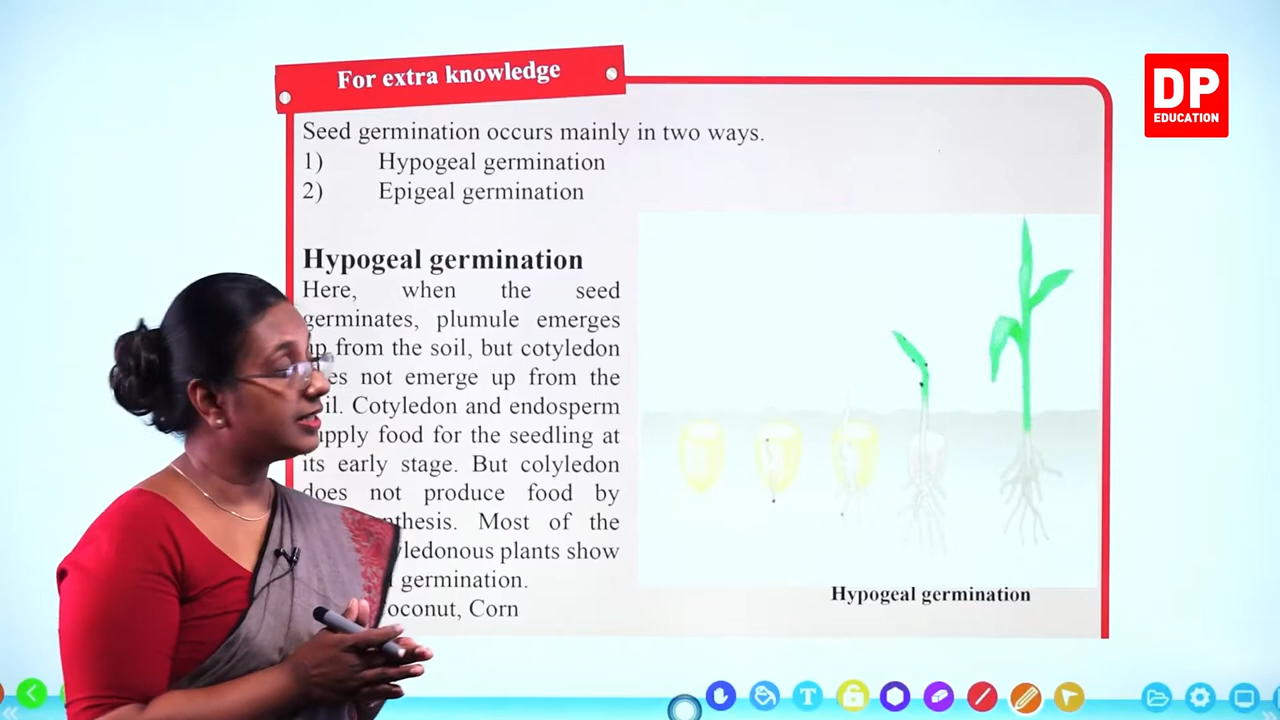 For extra knowledge
DP
EDUCATION
Seed germination occurs mainly in two ways.
1) Hypogeal germination
2) Epigeal germination
Hypogeal germination
Here, when the seed
germinates, plumule emerges
from the soil, but cotyledon
not emerge up from the
Cotyledon and endosperm
food for the seedling at
its early stage. But colyledon
does not produce food by
Most of the
plants show
germination.
Corn
Hypogeal germination